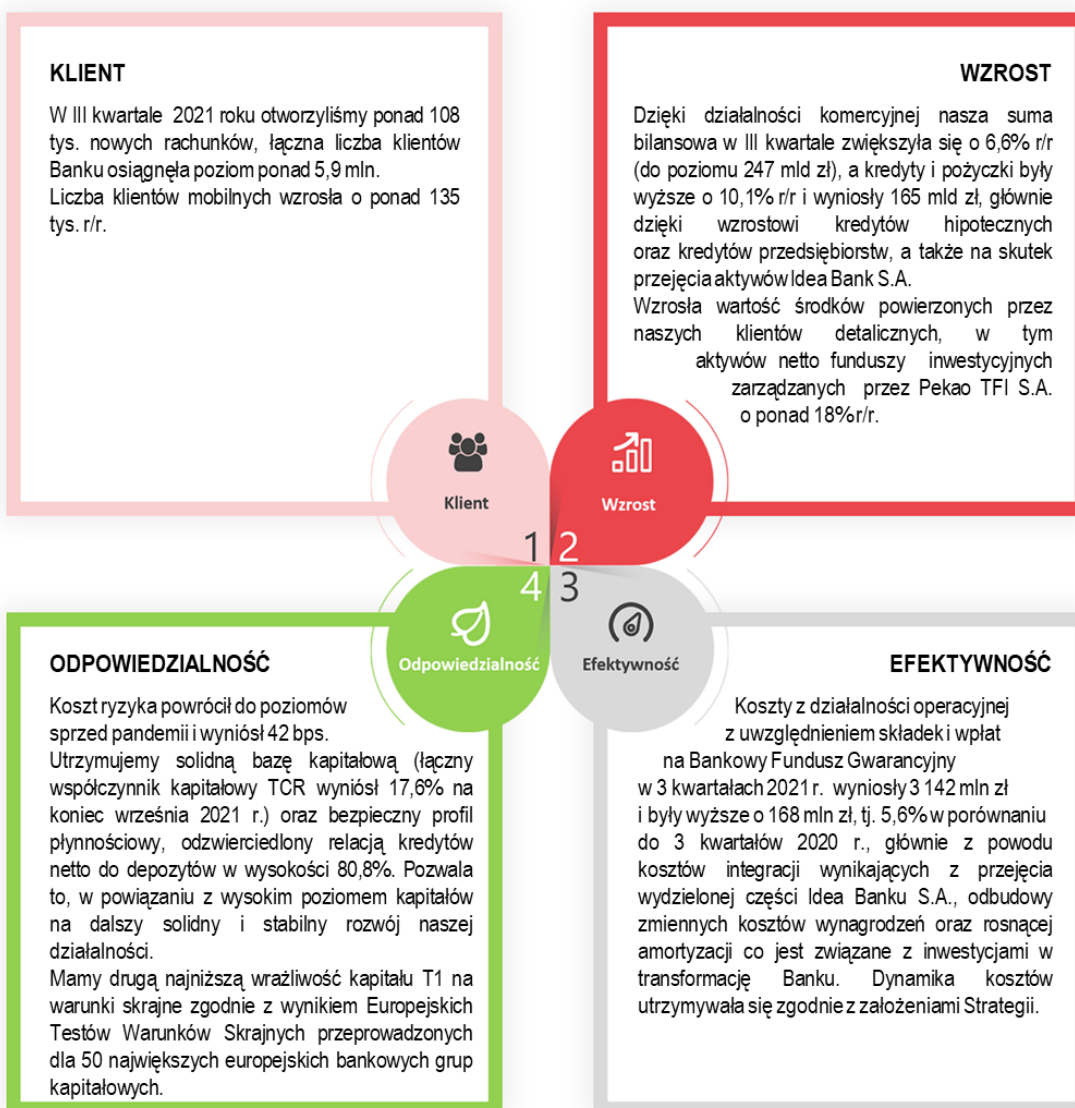 KLIENT
W III kwartale 2021 roku otworzyliśmy ponad 108
tys. nowych rachunków, łączna liczba klientów
Banku osiągnęła poziom ponad 5,9 mln.
Liczba klientów mobilnych wzrosła o ponad 135
tys. r/r.
WZROST
Dzięki działalności komercyjnej nasza suma
bilansowa w III kwartale zwiększyła się o 6,6% r/r
(do poziomu 247 mld zł), a kredyty i pożyczki były
wyższe o 10,1% r/r i wyniosły 165 mld zł, głównie
dzięki wzrostowi kredytów hipotecznych
oraz kredytów przedsiębiorstw, a także na skutek
przejęcia aktywów Idea Bank S.A.
Wzrosła wartość środków powierzonych przez
naszych klientów detalicznych, w tym
aktywów netto funduszy inwestycyjnych
zarządzanych przez Pekao TFI S.A.
o ponad 18% r/r.
Klient
Wzrost
1 2
4 3
Odpowiedzialność
Efektywność
ODPOWIEDZIALNOŚĆ
Koszt ryzyka powrócił do poziomów
sprzed pandemii i wyniósł 42 bps.
Utrzymujemy solidną bazę kapitałową (łączny
współczynnik kapitałowy TCR wyniósł 17,6% na
koniec września 2021 r.) oraz bezpieczny profil
płynnościowy, odzwierciedlony relacją kredytów
netto do depozytów w wysokości 80,8%. Pozwala
to, w powiązaniu z wysokim poziomem kapitałów
na dalszy solidny i stabilny rozwój naszej
działalności.
Mamy drugą najniższą wrażliwość kapitału T1 na
warunki skrajne zgodnie z wynikiem Europejskich
Testów Warunków Skrajnych przeprowadzonych
dla 50 największych europejskich bankowych grup
kapitałowych.
EFEKTYWNOŚĆ
Koszty z działalności operacyjnej
z uwzględnieniem składek i wpłat
na Bankowy Fundusz Gwarancyjny
w 3 kwartałach 2021 r. wyniosły 3 142 mln zł
i były wyższe o 168 mln zł, tj. 5,6% w porównaniu
do 3 kwartałów 2020 r., głównie z powodu
kosztów integracji wynikających z przejęcia
wydzielonej części Idea Banku S.A., odbudowy
zmiennych kosztów wynagrodzeń oraz rosnącej
amortyzacji co jest związane z inwestycjami w
transformację Banku. Dynamika kosztów
utrzymywała się zgodnie z założeniami Strategii.